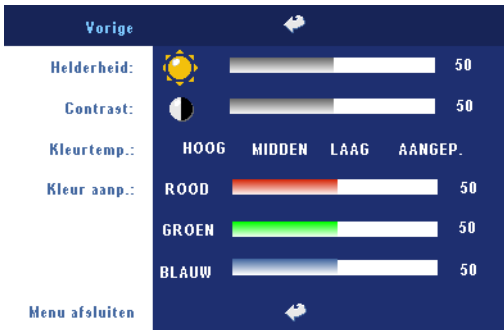 Vorige
Helderheid: 50
Contrast: 50
Kleurtemp.: HOOG MIDDEN LAAG AANGEP.
Kleur aanp.: ROOD 50
GROEN 50
BLAUW 50
Menu afsluiten